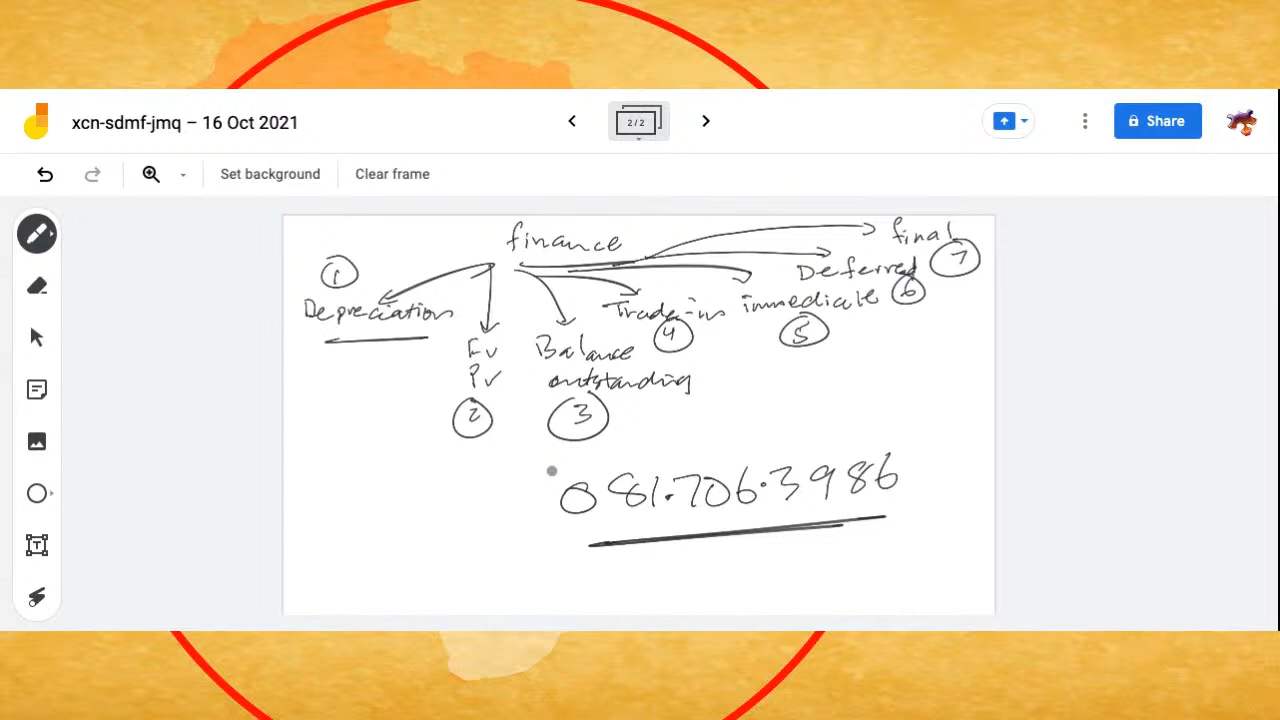 xcn-sdmf-jmq – 16 Oct 2021
2 / 2
Share
Set background
Clear frame
finance
final
7
Deferred
6
1
Depreciation
Trade-in
4
immediate
5
Fv
Pv
2
Balance
outstanding
3
081.706.3986